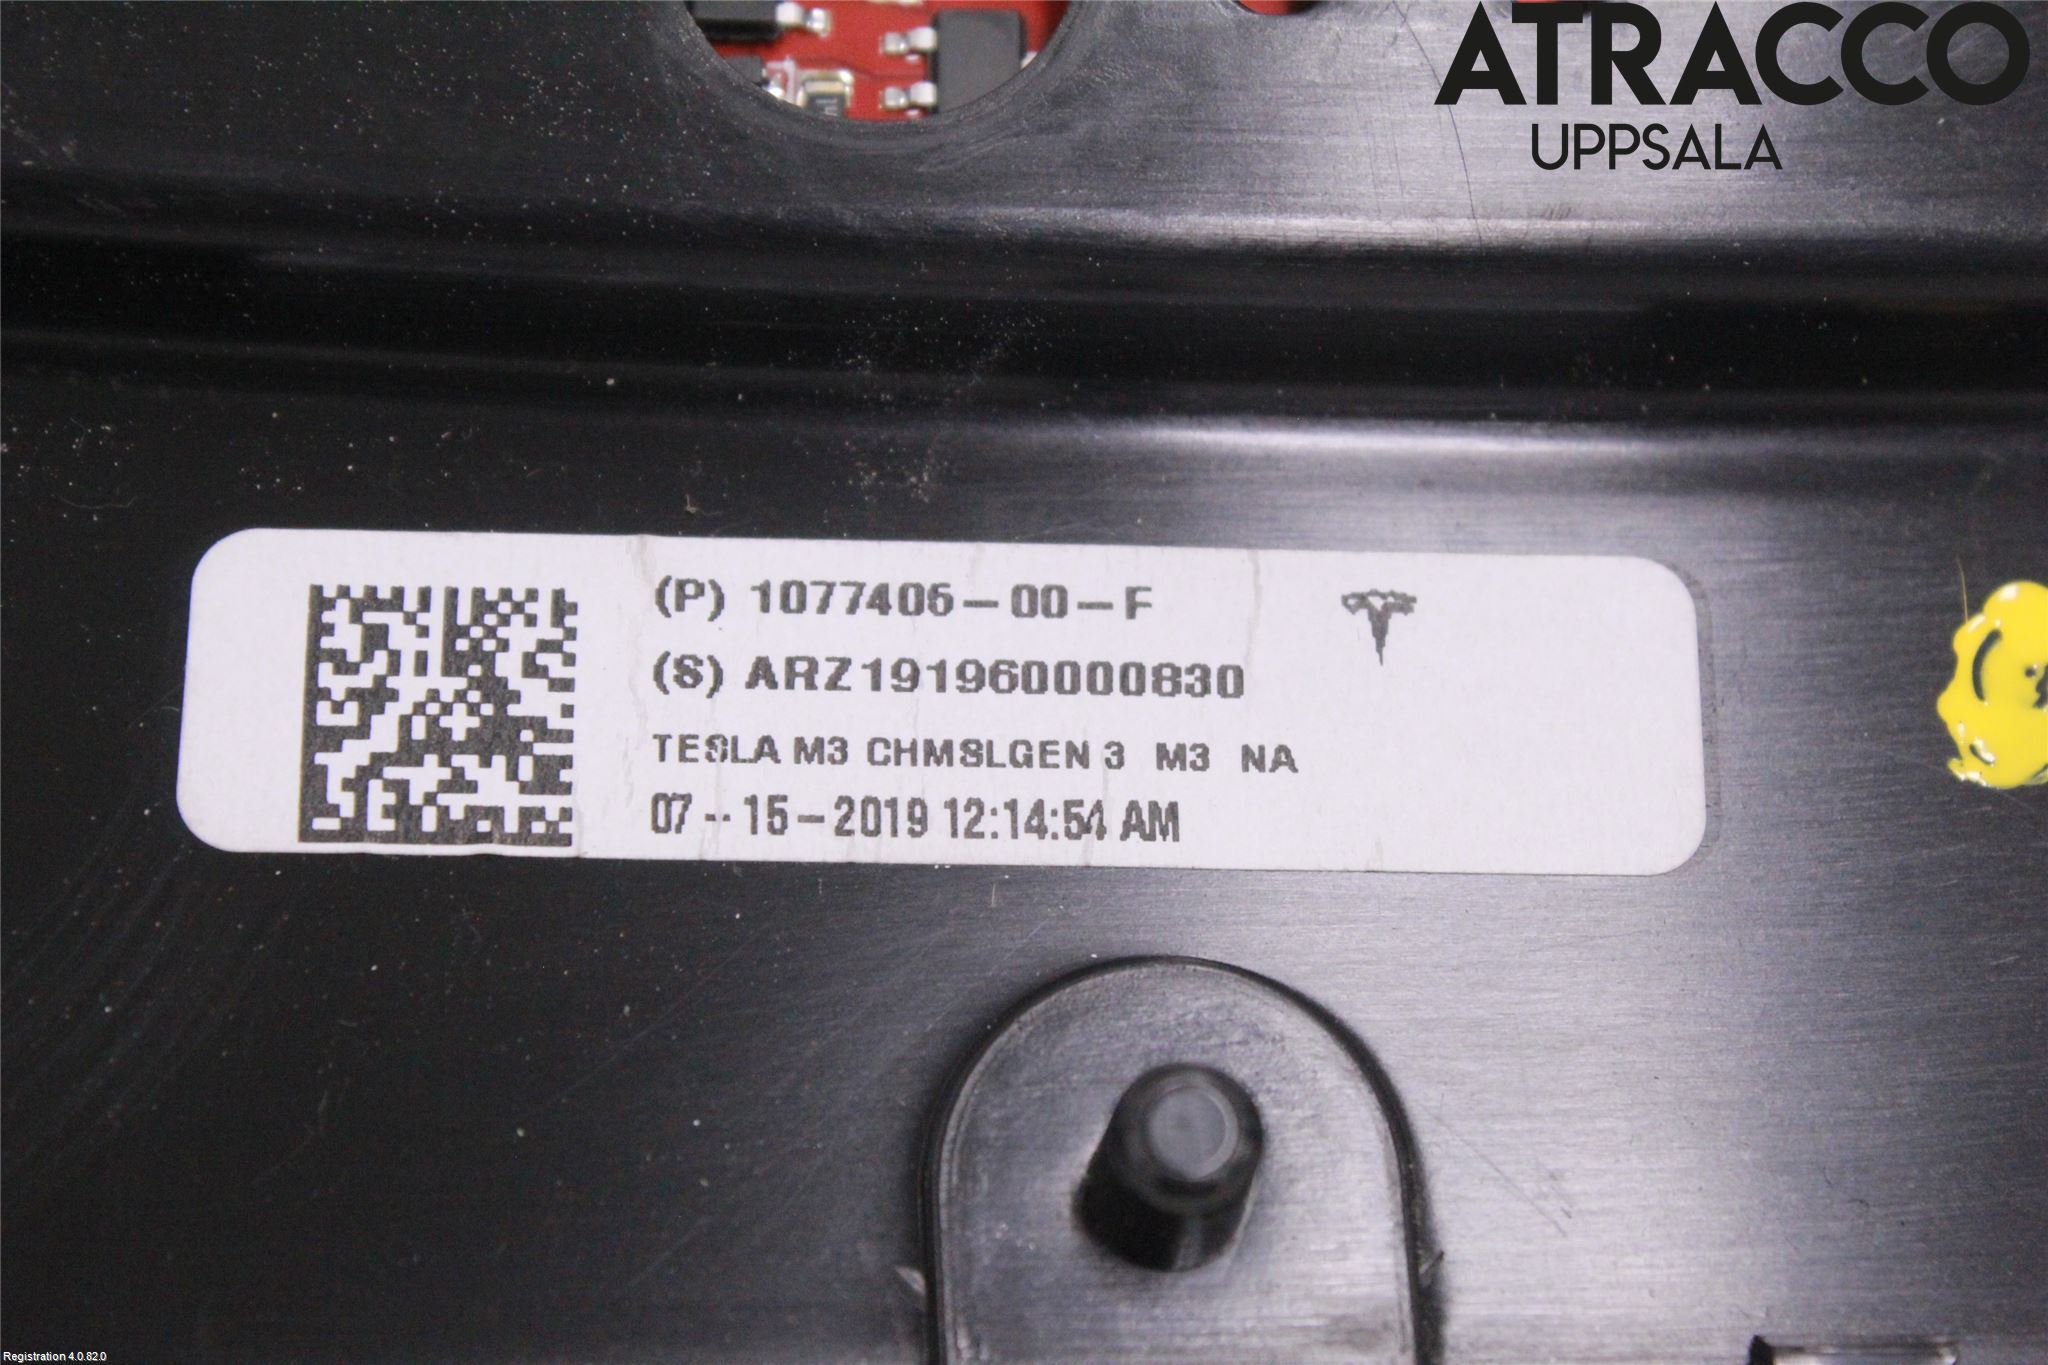 ATRACCO
UPPSALA
(P) 1077406-00-F
(S) ARZ191960000830
TESLA M3 CHMSLGEN 3 M3 NA
07--15-2019 12:14:54 AM
Registration 4.0.82.0